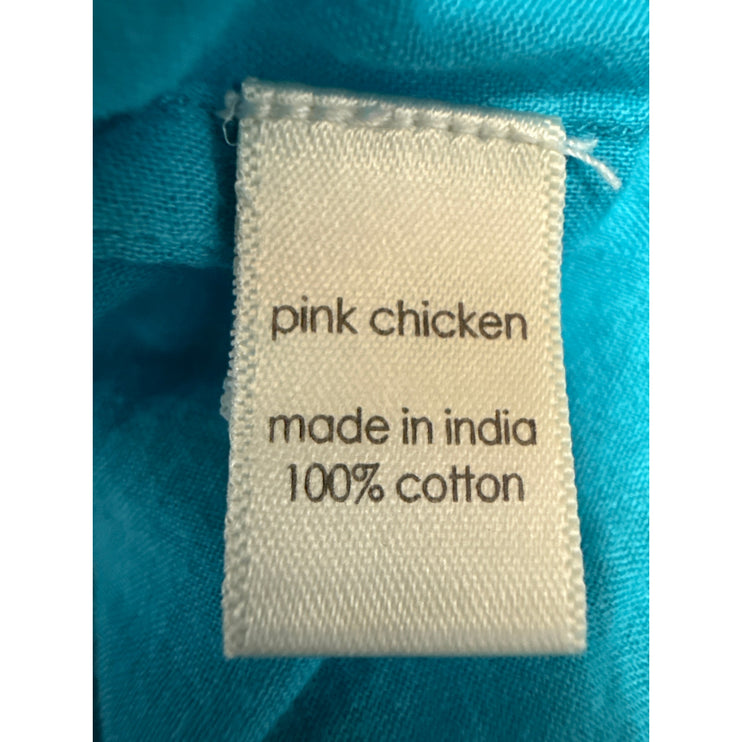 pink chicken
made in india
100% cotton